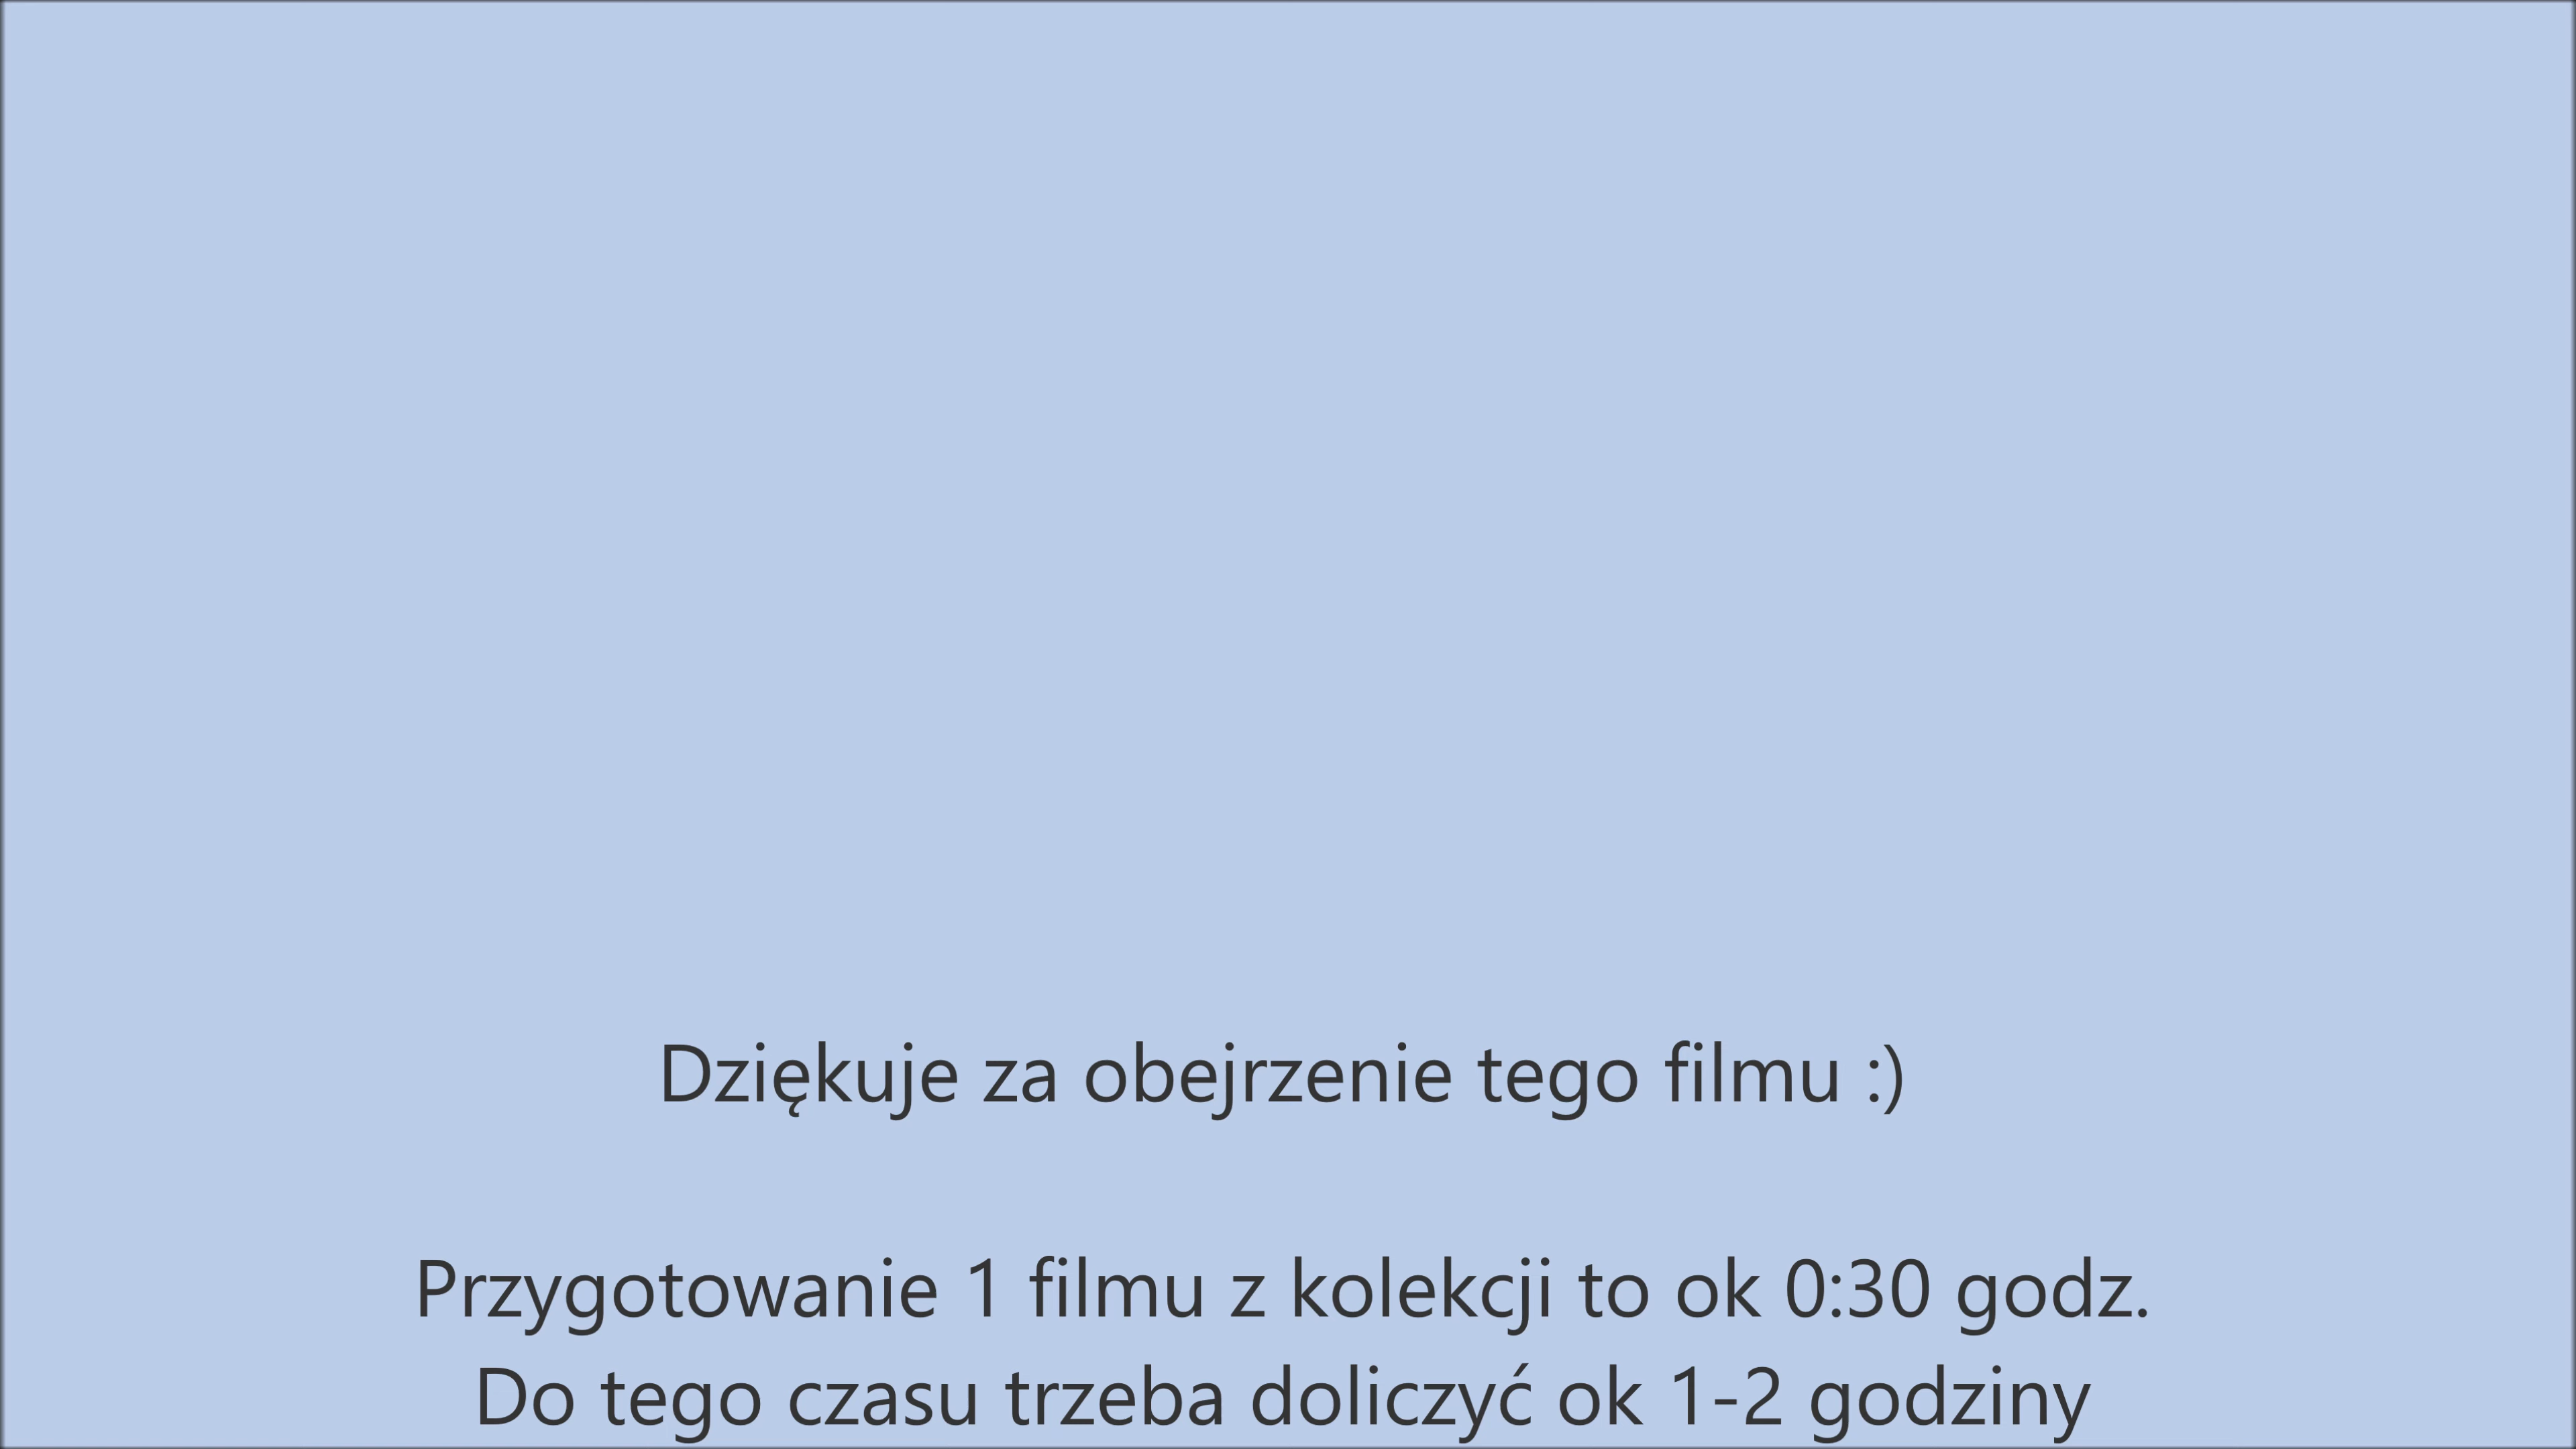 Dziękuje za obejrzenie tego filmu :)
Przygotowanie 1 filmu z kolekcji to ok 0:30 godz.
Do tego czasu trzeba doliczyć ok 1-2 godziny